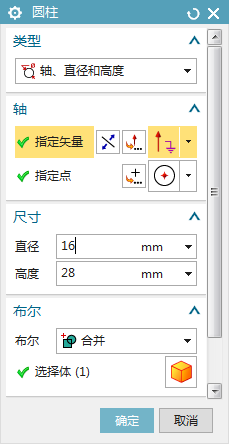 圆柱
类型
轴、直径和高度
轴
指定矢量
指定点
尺寸
直径 16 mm
高度 28 mm
布尔
布尔 合并
选择体 (1)
确定 取消